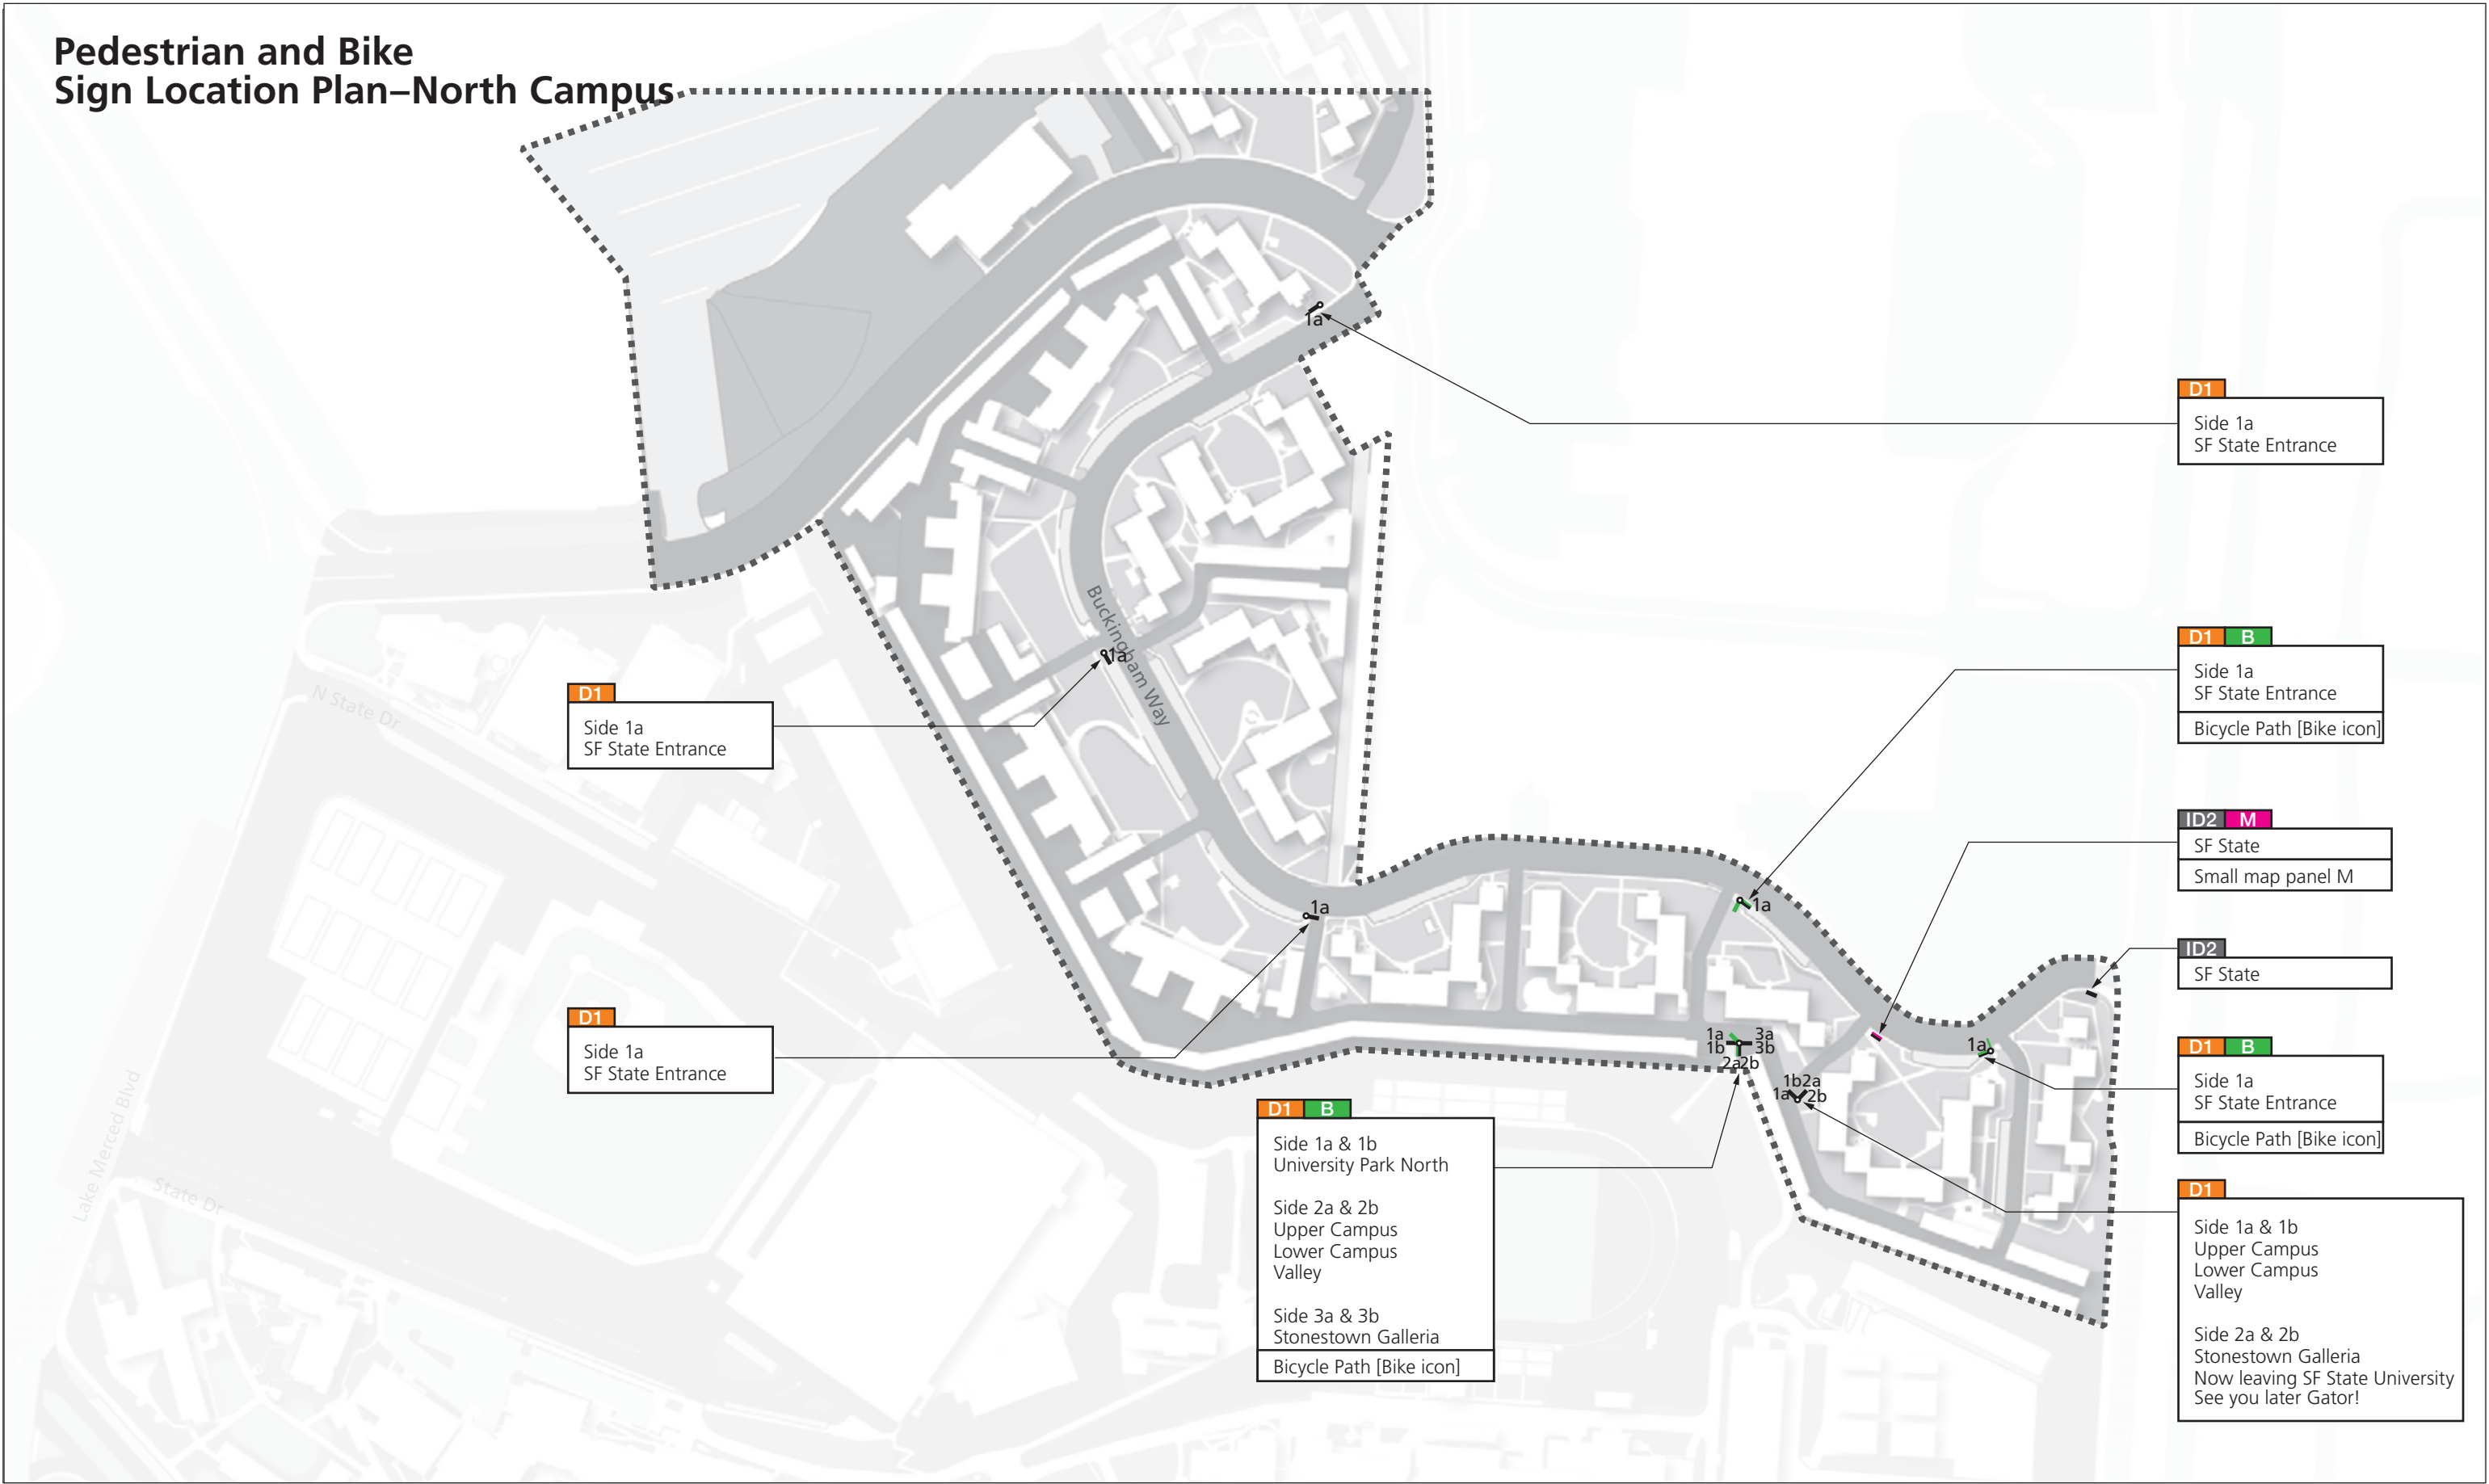 Pedestrian and Bike
Sign Location Plan–North Campus
1a
D1
Side 1a
SF State Entrance
Buckingham Way
1a
D1 B
Side 1a
SF State Entrance
Bicycle Path [Bike icon]
N State Dr
D1
Side 1a
SF State Entrance
ID2 M
SF State
Small map panel M
1a
1a
ID2
SF State
D1
Side 1a
SF State Entrance
1a 3a
1b 3b
2a2b
1a
D1 B
Side 1a
SF State Entrance
Bicycle Path [Bike icon]
1b2a
1a 2b
Lake Merced Blvd
State Dr
D1 B
Side 1a & 1b
University Park North
Side 2a & 2b
Upper Campus
Lower Campus
Valley
Side 3a & 3b
Stonestown Galleria
Bicycle Path [Bike icon]
D1
Side 1a & 1b
Upper Campus
Lower Campus
Valley
Side 2a & 2b
Stonestown Galleria
Now leaving SF State University
See you later Gator!